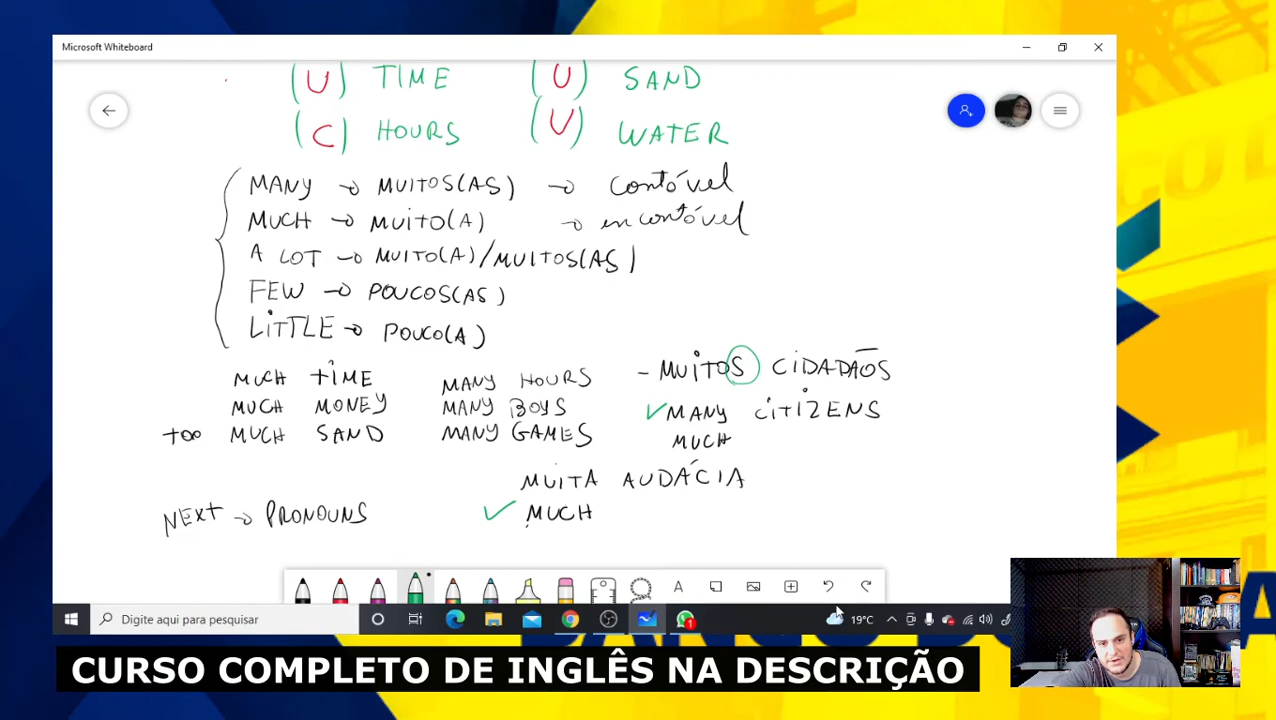 Microsoft Whiteboard
(U) TIME (U) SAND
(C) HOURS (U) WATER
MANY → MUITOS(AS) → contável
MUCH → MUITO(A) → incontável
A LOT → MUITO(A)/MUITOS(AS)
FEW → POUCOS(AS)
LITTLE → POUCO(A)
MUCH TIME MANY HOURS - MUITOS CIDADÃOS
MUCH MONEY MANY BOYS ✓MANY CITIZENS
TOO MUCH SAND MANY GAMES MUCH
MUITA AUDÁCIA
NEXT → PRONOUNS ✓ MUCH
A
Digite aqui para pesquisar
1
19°C
CURSO COMPLETO DE INGLÊS NA DESCRIÇÃO